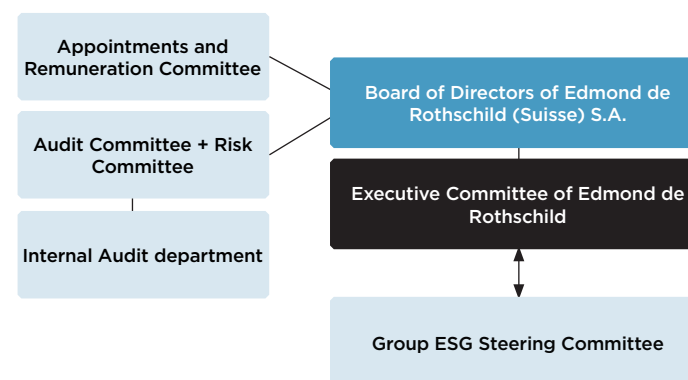 Appointments and
Remuneration Committee
Board of Directors of Edmond de
Rothschild (Suisse) S.A.
Audit Committee + Risk
Committee
Executive Committee of Edmond de
Rothschild
Internal Audit department
Group ESG Steering Committee